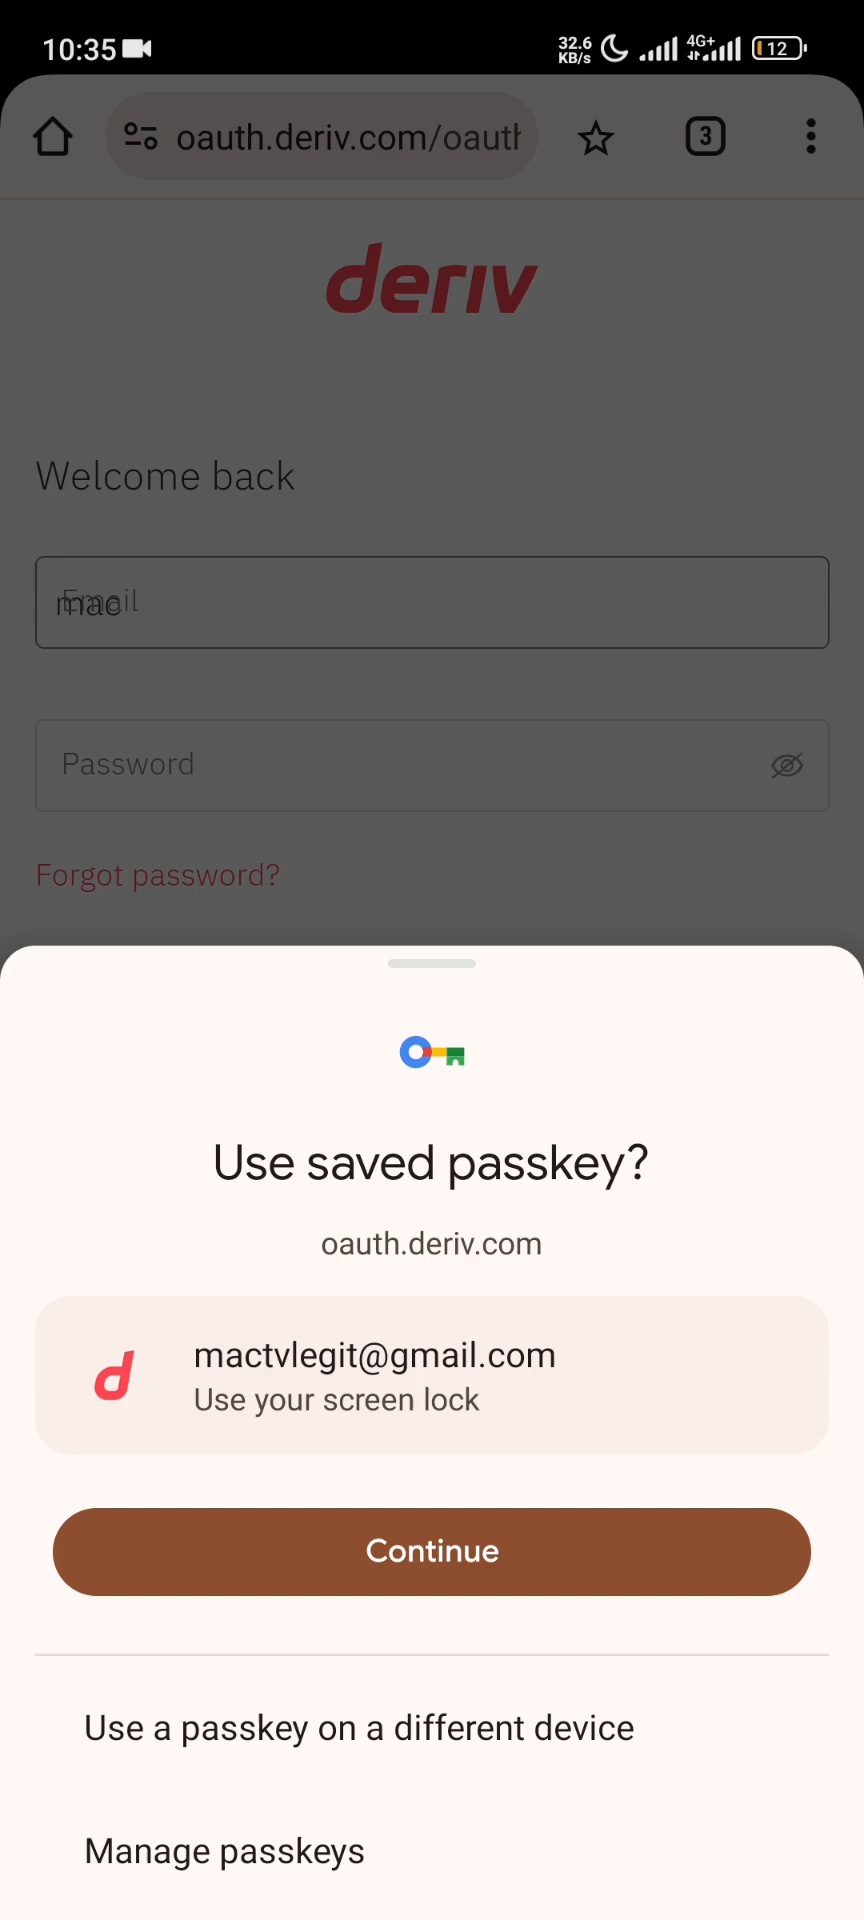 10:35
32.6
KB/s
4G+
12
oauth.deriv.com/oauth
3
deriv
Welcome back
Email
mac
Password
Forgot password?
Use saved passkey?
oauth.deriv.com
mactvlegit@gmail.com
Use your screen lock
Continue
Use a passkey on a different device
Manage passkeys